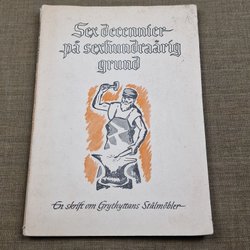 Sex decennier
på sexhundraårig
grund
En skrift om Grythyttans Stålmöbler